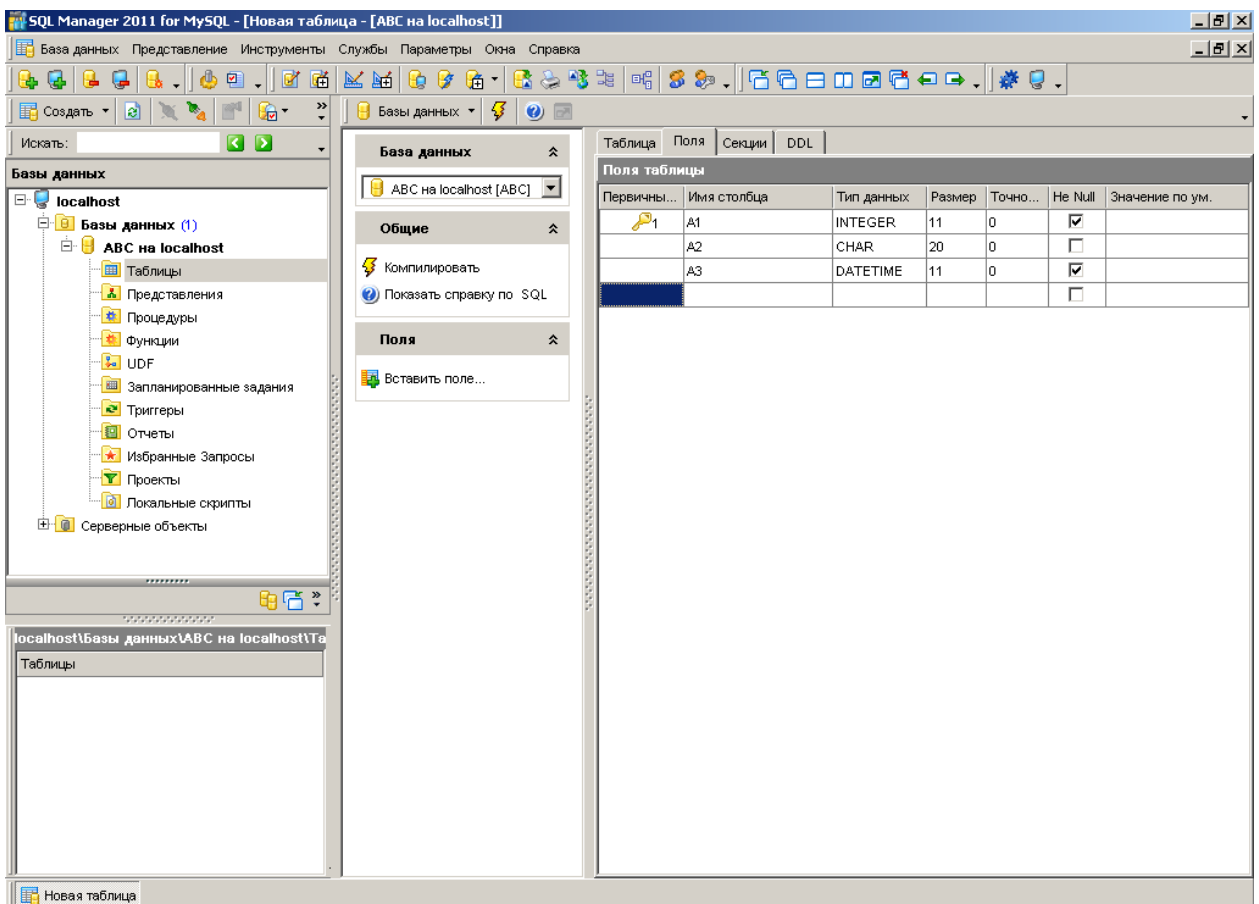 SQL Manager 2011 for MySQL - [Новая таблица - [ABC на localhost]]
База данных Представление Инструменты Службы Параметры Окна Справка
Создать Базы данных
Искать:
Базы данных
localhost
Базы данных (1)
ABC на localhost
Таблицы
Представления
Процедуры
Функции
UDF
Запланированные задания
Триггеры
Отчеты
Избранные Запросы
Проекты
Локальные скрипты
Серверные объекты
localhost\Базы данных\ABC на localhost\Та
Таблицы
База данных
ABC на localhost [ABC]
Общие
Компилировать
Показать справку по SQL
Поля
Вставить поле...
Таблица Поля Секции DDL
Поля таблицы
Первичны... Имя столбца Тип данных Размер Точно... Не Null Значение по ум.
1 A1 INTEGER 11 0
A2 CHAR 20
A3 DATETIME 11 0
Новая таблица